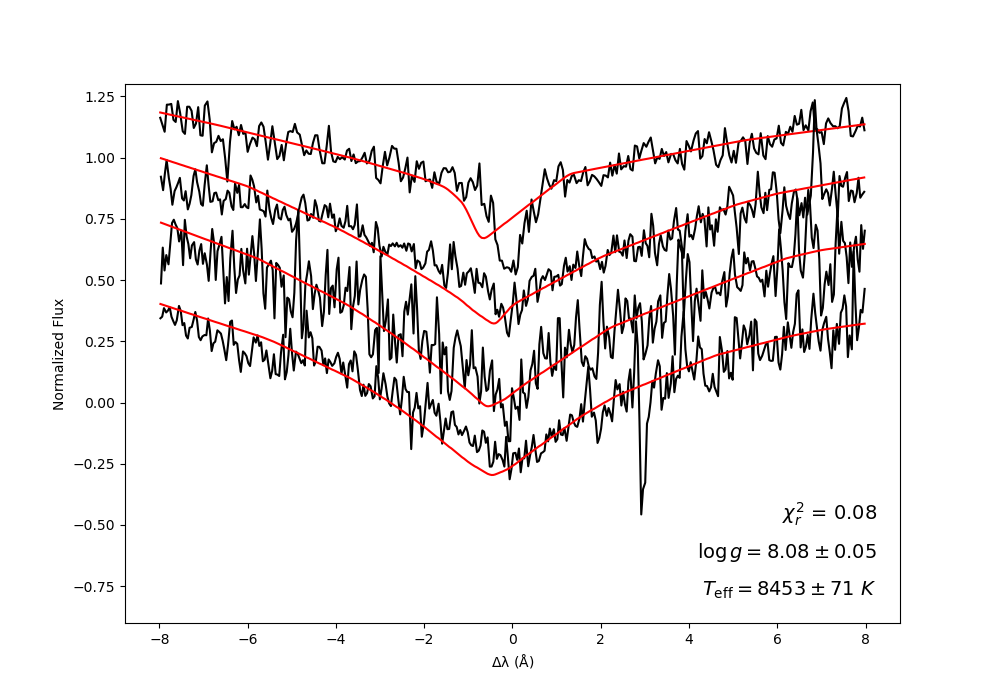 1.25
1.00
0.75
0.50
0.25
0.00
−0.25
−0.50
−0.75
Normalized Flux
χ²ᵣ = 0.08
log g = 8.08 ± 0.05
T_eff = 8453 ± 71 K
−8 −6 −4 −2 0 2 4 6 8
Δλ (Å)